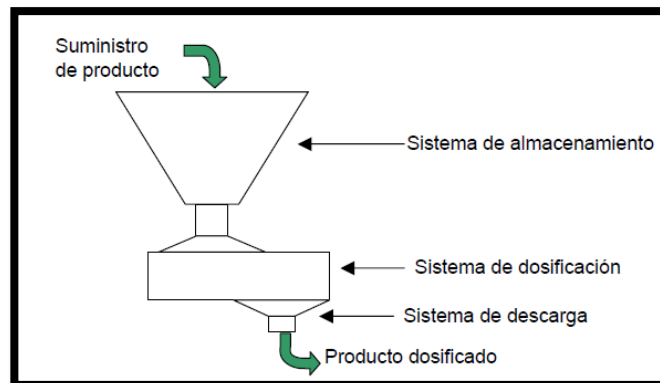 Suministro
de producto
Sistema de almacenamiento
Sistema de dosificación
Sistema de descarga
Producto dosificado